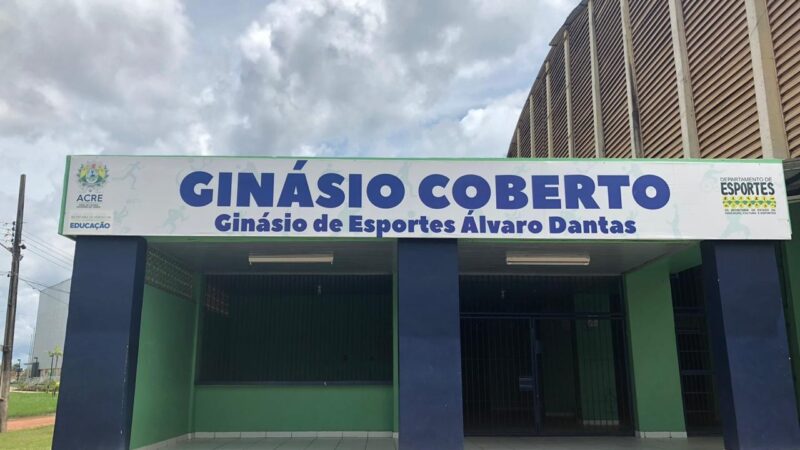 GINÁSIO COBERTO
Ginásio de Esportes Álvaro Dantas
ACRE
EDUCAÇÃO
DEPARTAMENTO DE
ESPORTES